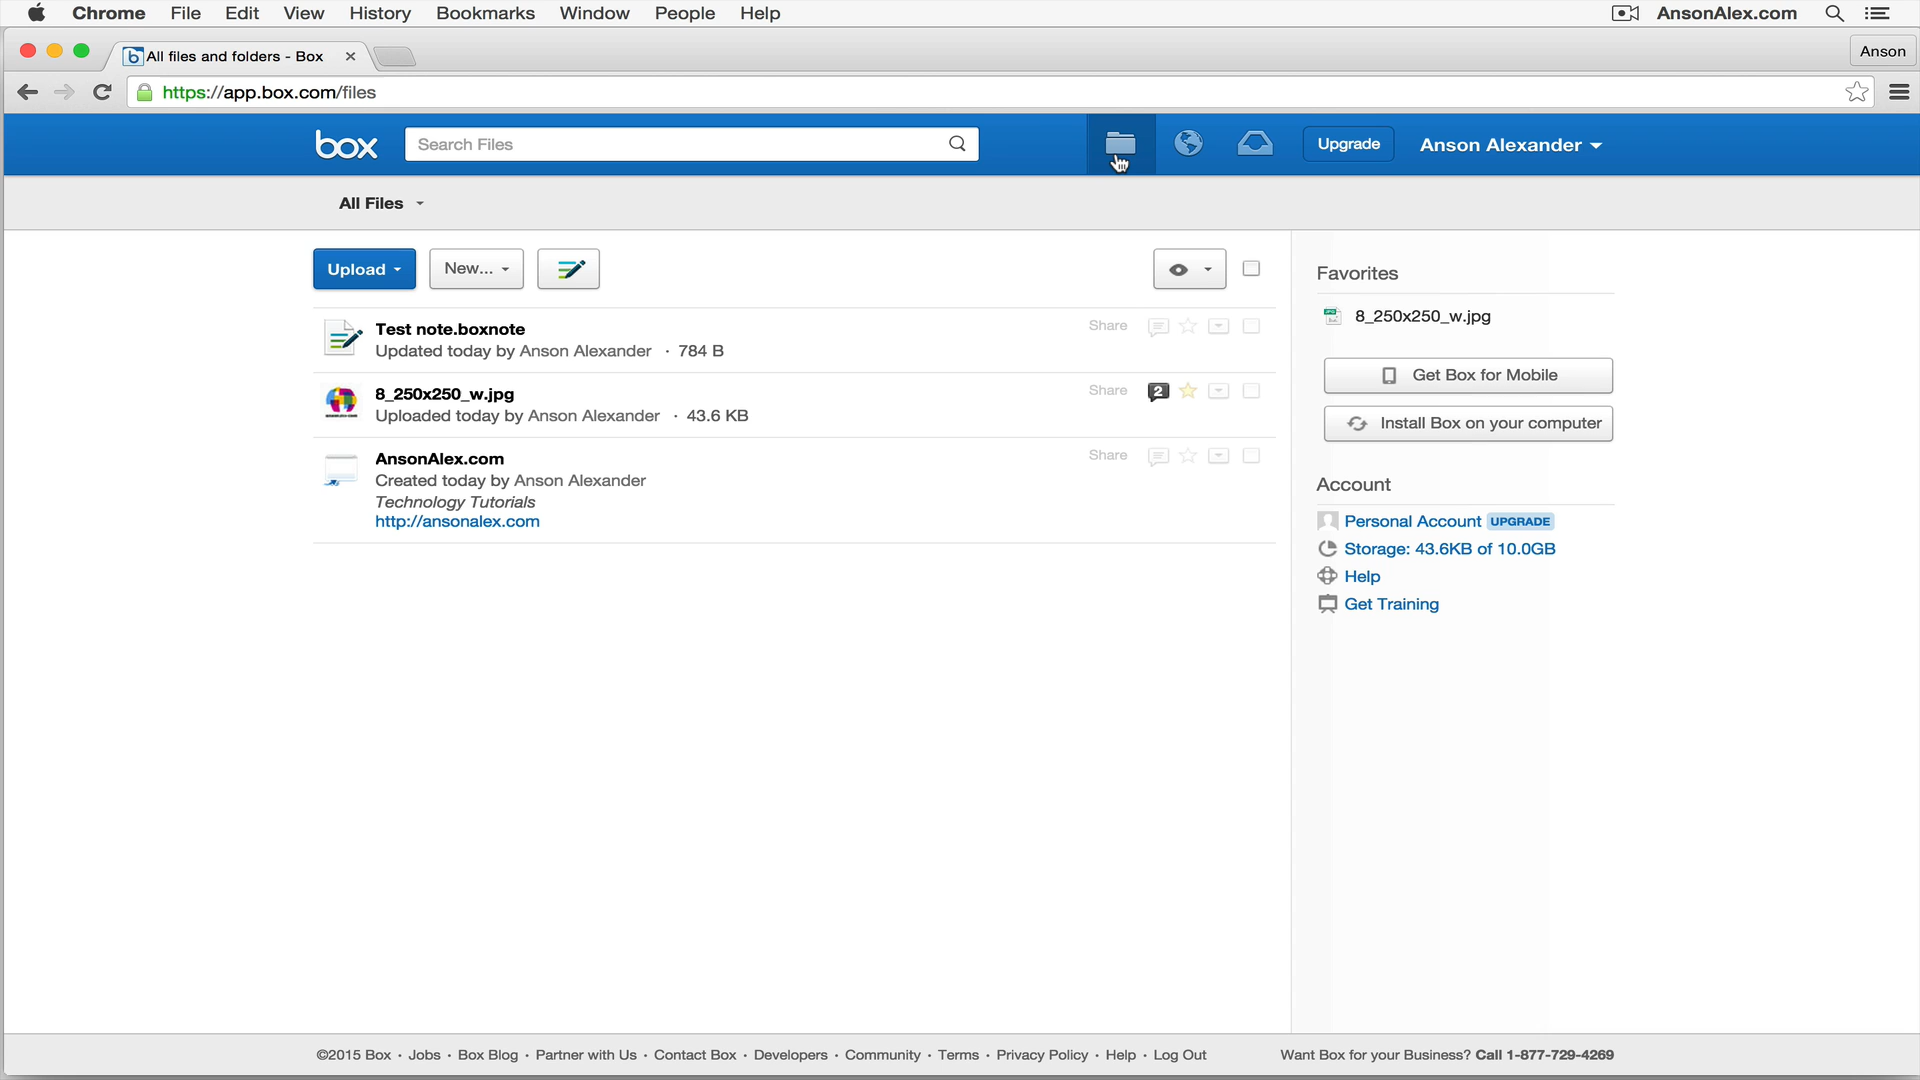 Chrome File Edit View History Bookmarks Window People Help AnsonAlex.com
All files and folders - Box Anson
https://app.box.com/files
box Search Files Upgrade Anson Alexander
All Files
Upload New...
Test note.boxnote
Updated today by Anson Alexander · 784 B
Share
8_250x250_w.jpg
Uploaded today by Anson Alexander · 43.6 KB
Share 2
AnsonAlex.com
Created today by Anson Alexander
Technology Tutorials
http://ansonalex.com
Share
Favorites
8_250x250_w.jpg
Get Box for Mobile
Install Box on your computer
Account
Personal Account UPGRADE
Storage: 43.6KB of 10.0GB
Help
Get Training
©2015 Box · Jobs · Box Blog · Partner with Us · Contact Box · Developers · Community · Terms · Privacy Policy · Help · Log Out Want Box for your Business? Call 1-877-729-4269